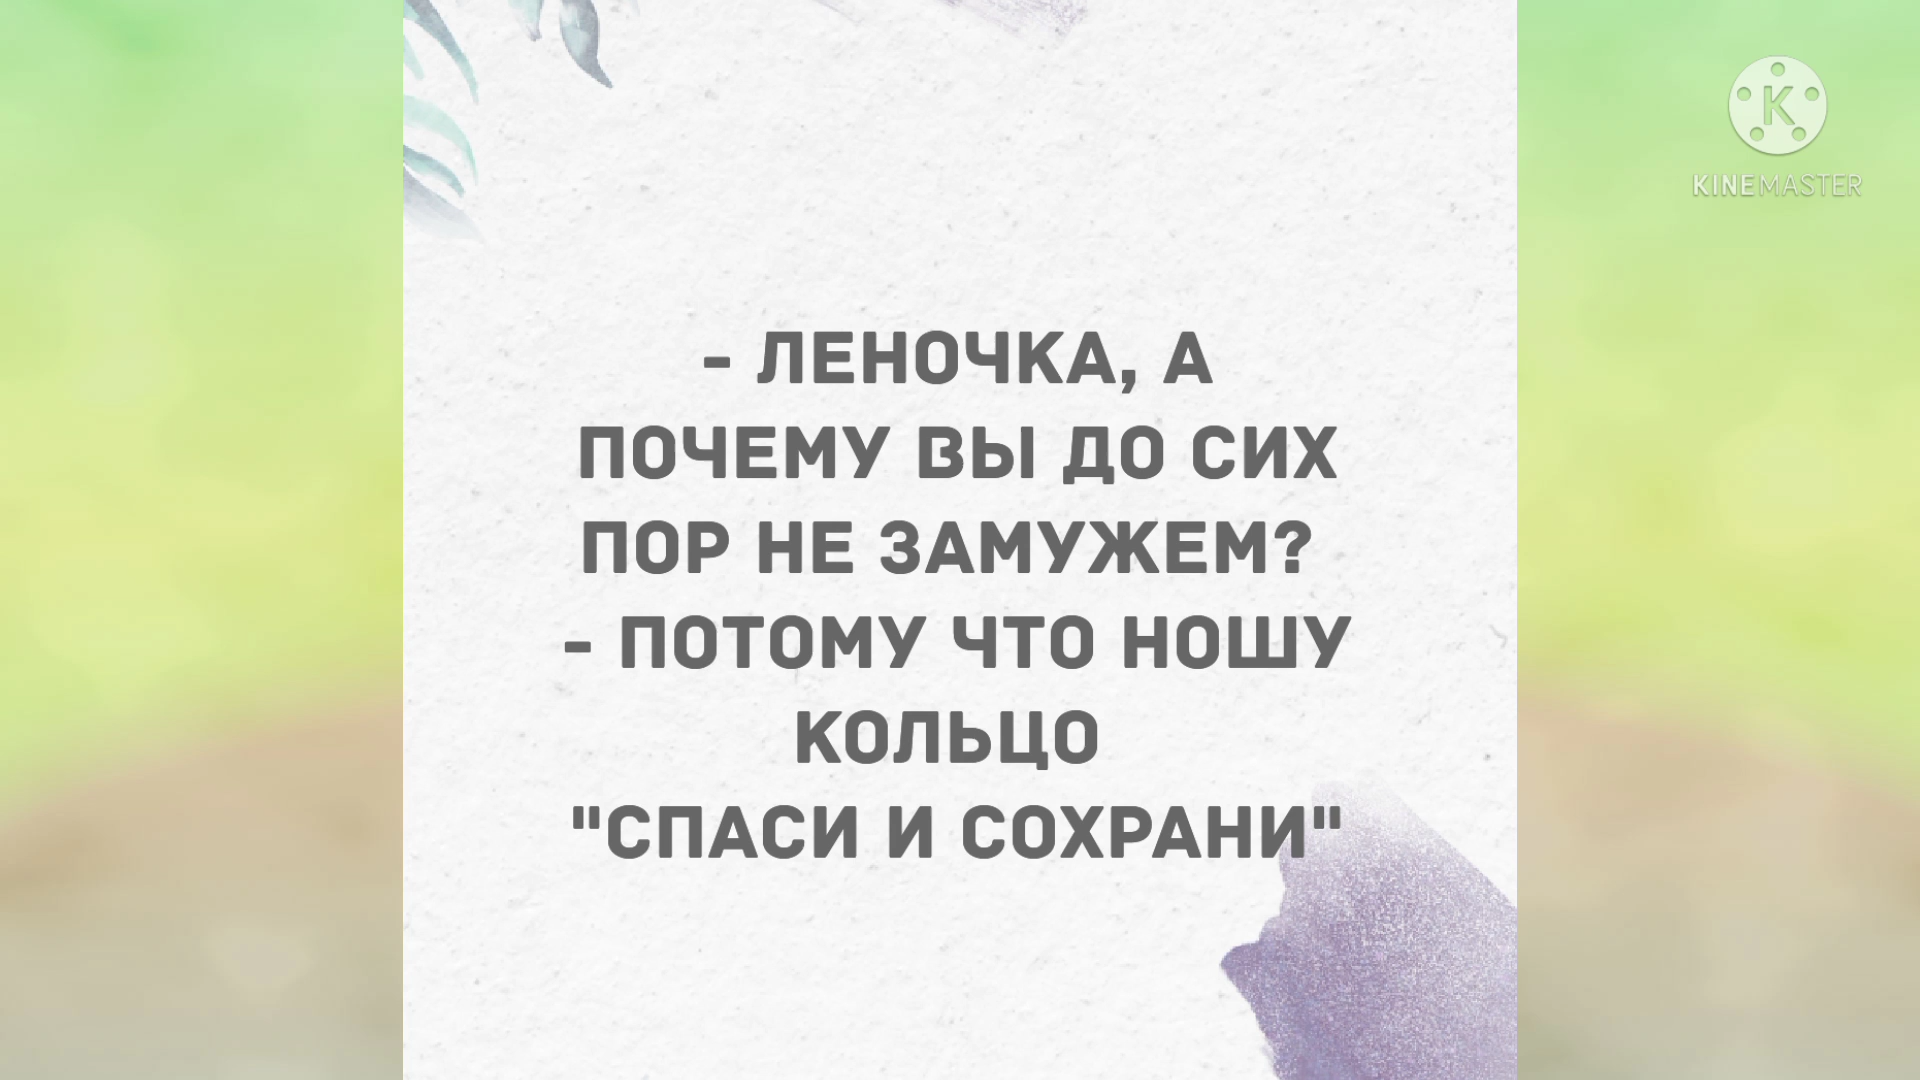 - ЛЕНОЧКА, А
ПОЧЕМУ ВЫ ДО СИХ
ПОР НЕ ЗАМУЖЕМ?
- ПОТОМУ ЧТО НОШУ
КОЛЬЦО
"СПАСИ И СОХРАНИ"
K
KINEMASTER